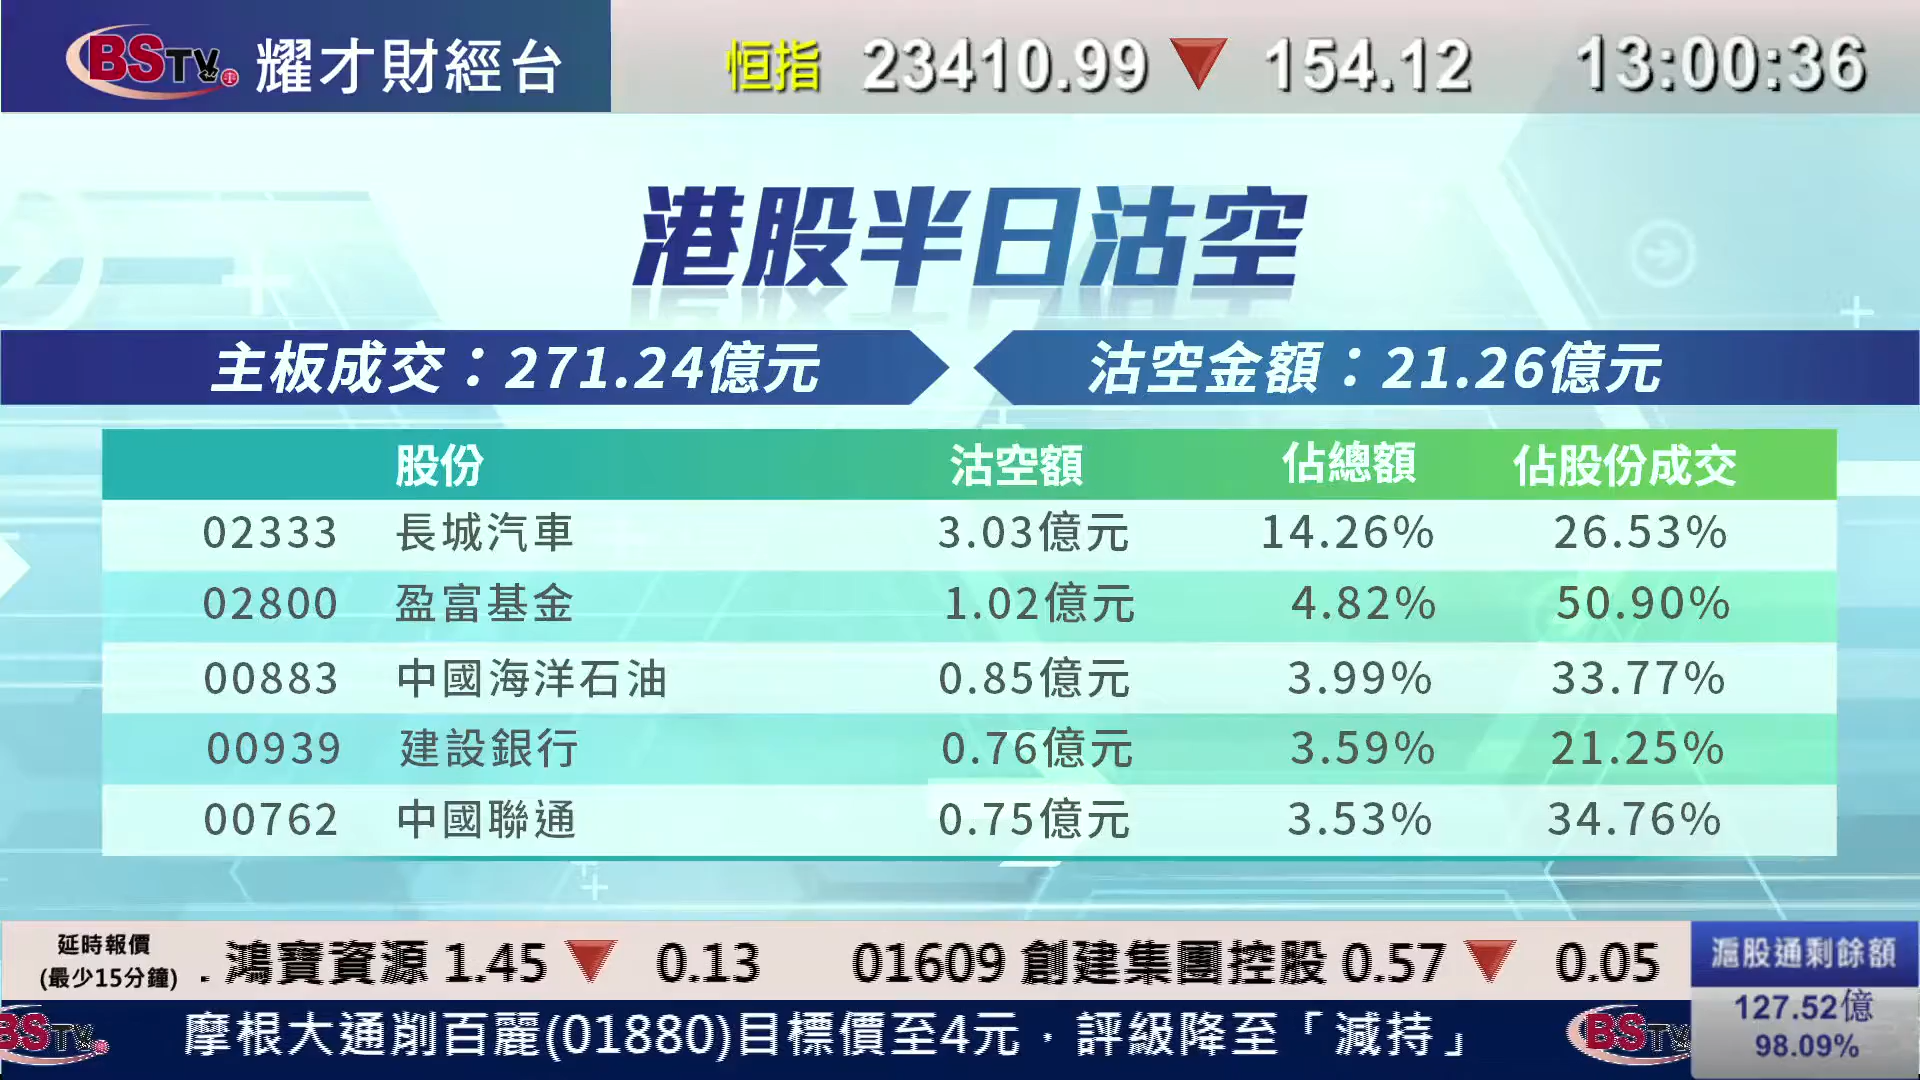 BSTV 耀才財經台 恒指 23410.99 ▼ 154.12 13:00:36
港股半日沽空
主板成交：271.24億元 沽空金額：21.26億元
股份 沽空額 佔總額 佔股份成交
02333 長城汽車 3.03億元 14.26% 26.53%
02800 盈富基金 1.02億元 4.82% 50.90%
00883 中國海洋石油 0.85億元 3.99% 33.77%
00939 建設銀行 0.76億元 3.59% 21.25%
00762 中國聯通 0.75億元 3.53% 34.76%
延時報價
(最少15分鐘)
鴻寶資源 1.45 ▼ 0.13 01609 創建集團控股 0.57 ▼ 0.05
滬股通剩餘額
127.52億
98.09%
BSTV 摩根大通削百麗(01880)目標價至4元，評級降至「減持」 BSTV